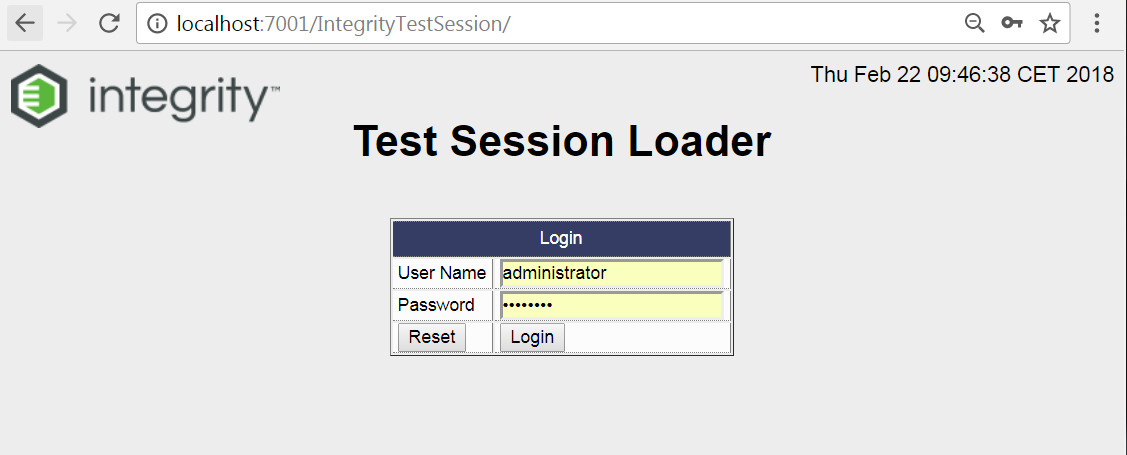 localhost:7001/IntegrityTestSession/
integrity™
Thu Feb 22 09:46:38 CET 2018
Test Session Loader
Login
User Name administrator
Password ••••••••
Reset Login